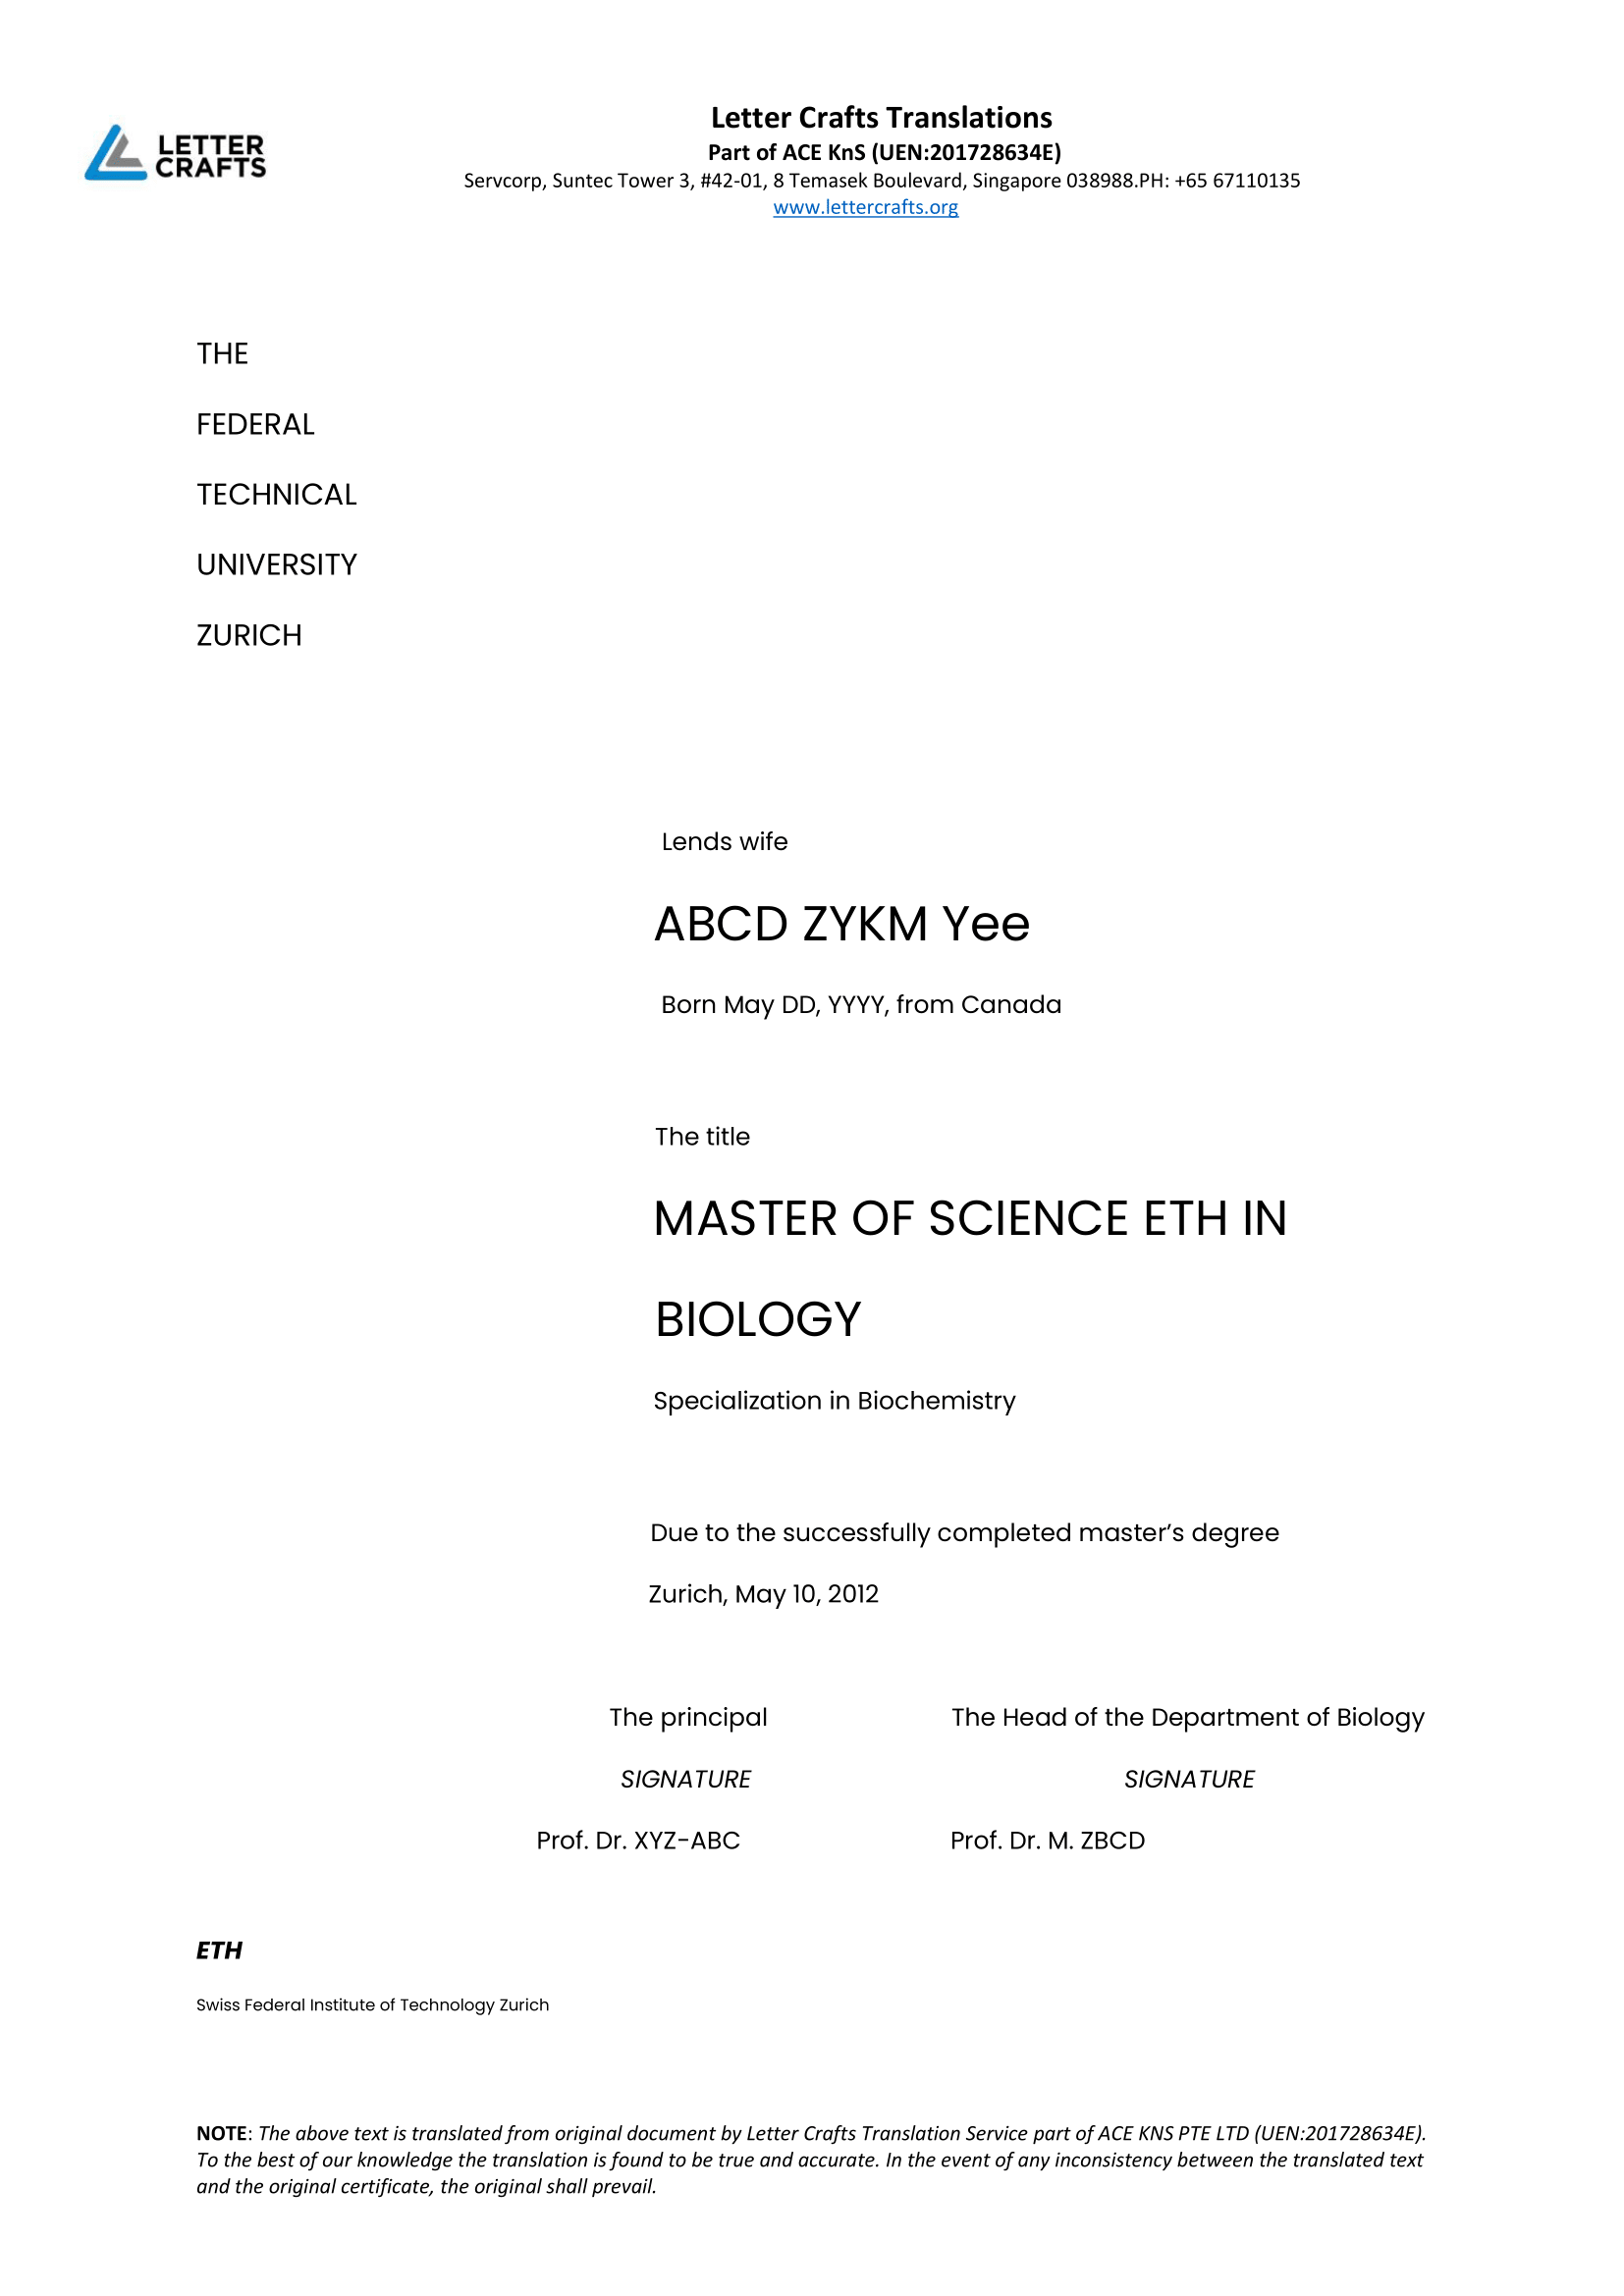 LETTER
CRAFTS
Letter Crafts Translations
Part of ACE KnS (UEN:201728634E)
Servcorp, Suntec Tower 3, #42-01, 8 Temasek Boulevard, Singapore 038988.PH: +65 67110135
www.lettercrafts.org
THE
FEDERAL
TECHNICAL
UNIVERSITY
ZURICH
Lends wife
ABCD ZYKM Yee
Born May DD, YYYY, from Canada
The title
MASTER OF SCIENCE ETH IN
BIOLOGY
Specialization in Biochemistry
Due to the successfully completed master’s degree
Zurich, May 10, 2012
The principal The Head of the Department of Biology
SIGNATURE SIGNATURE
Prof. Dr. XYZ-ABC Prof. Dr. M. ZBCD
ETH
Swiss Federal Institute of Technology Zurich
NOTE: The above text is translated from original document by Letter Crafts Translation Service part of ACE KNS PTE LTD (UEN:201728634E).
To the best of our knowledge the translation is found to be true and accurate. In the event of any inconsistency between the translated text
and the original certificate, the original shall prevail.